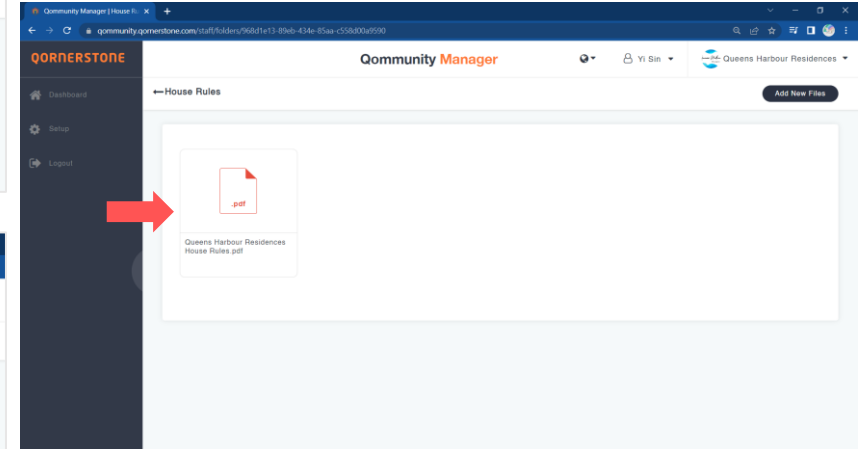 Qommunity Manager | House Ru
qommunity.qornerstone.com/staff/folders/968d1e13-89eb-434e-85aa-c558d00a9590
QORNERSTONE
Qommunity Manager
Yi Sin
Queens Harbour Residences
Dashboard
House Rules
Add New Files
Setup
Logout
.pdf
Queens Harbour Residences
House Rules.pdf